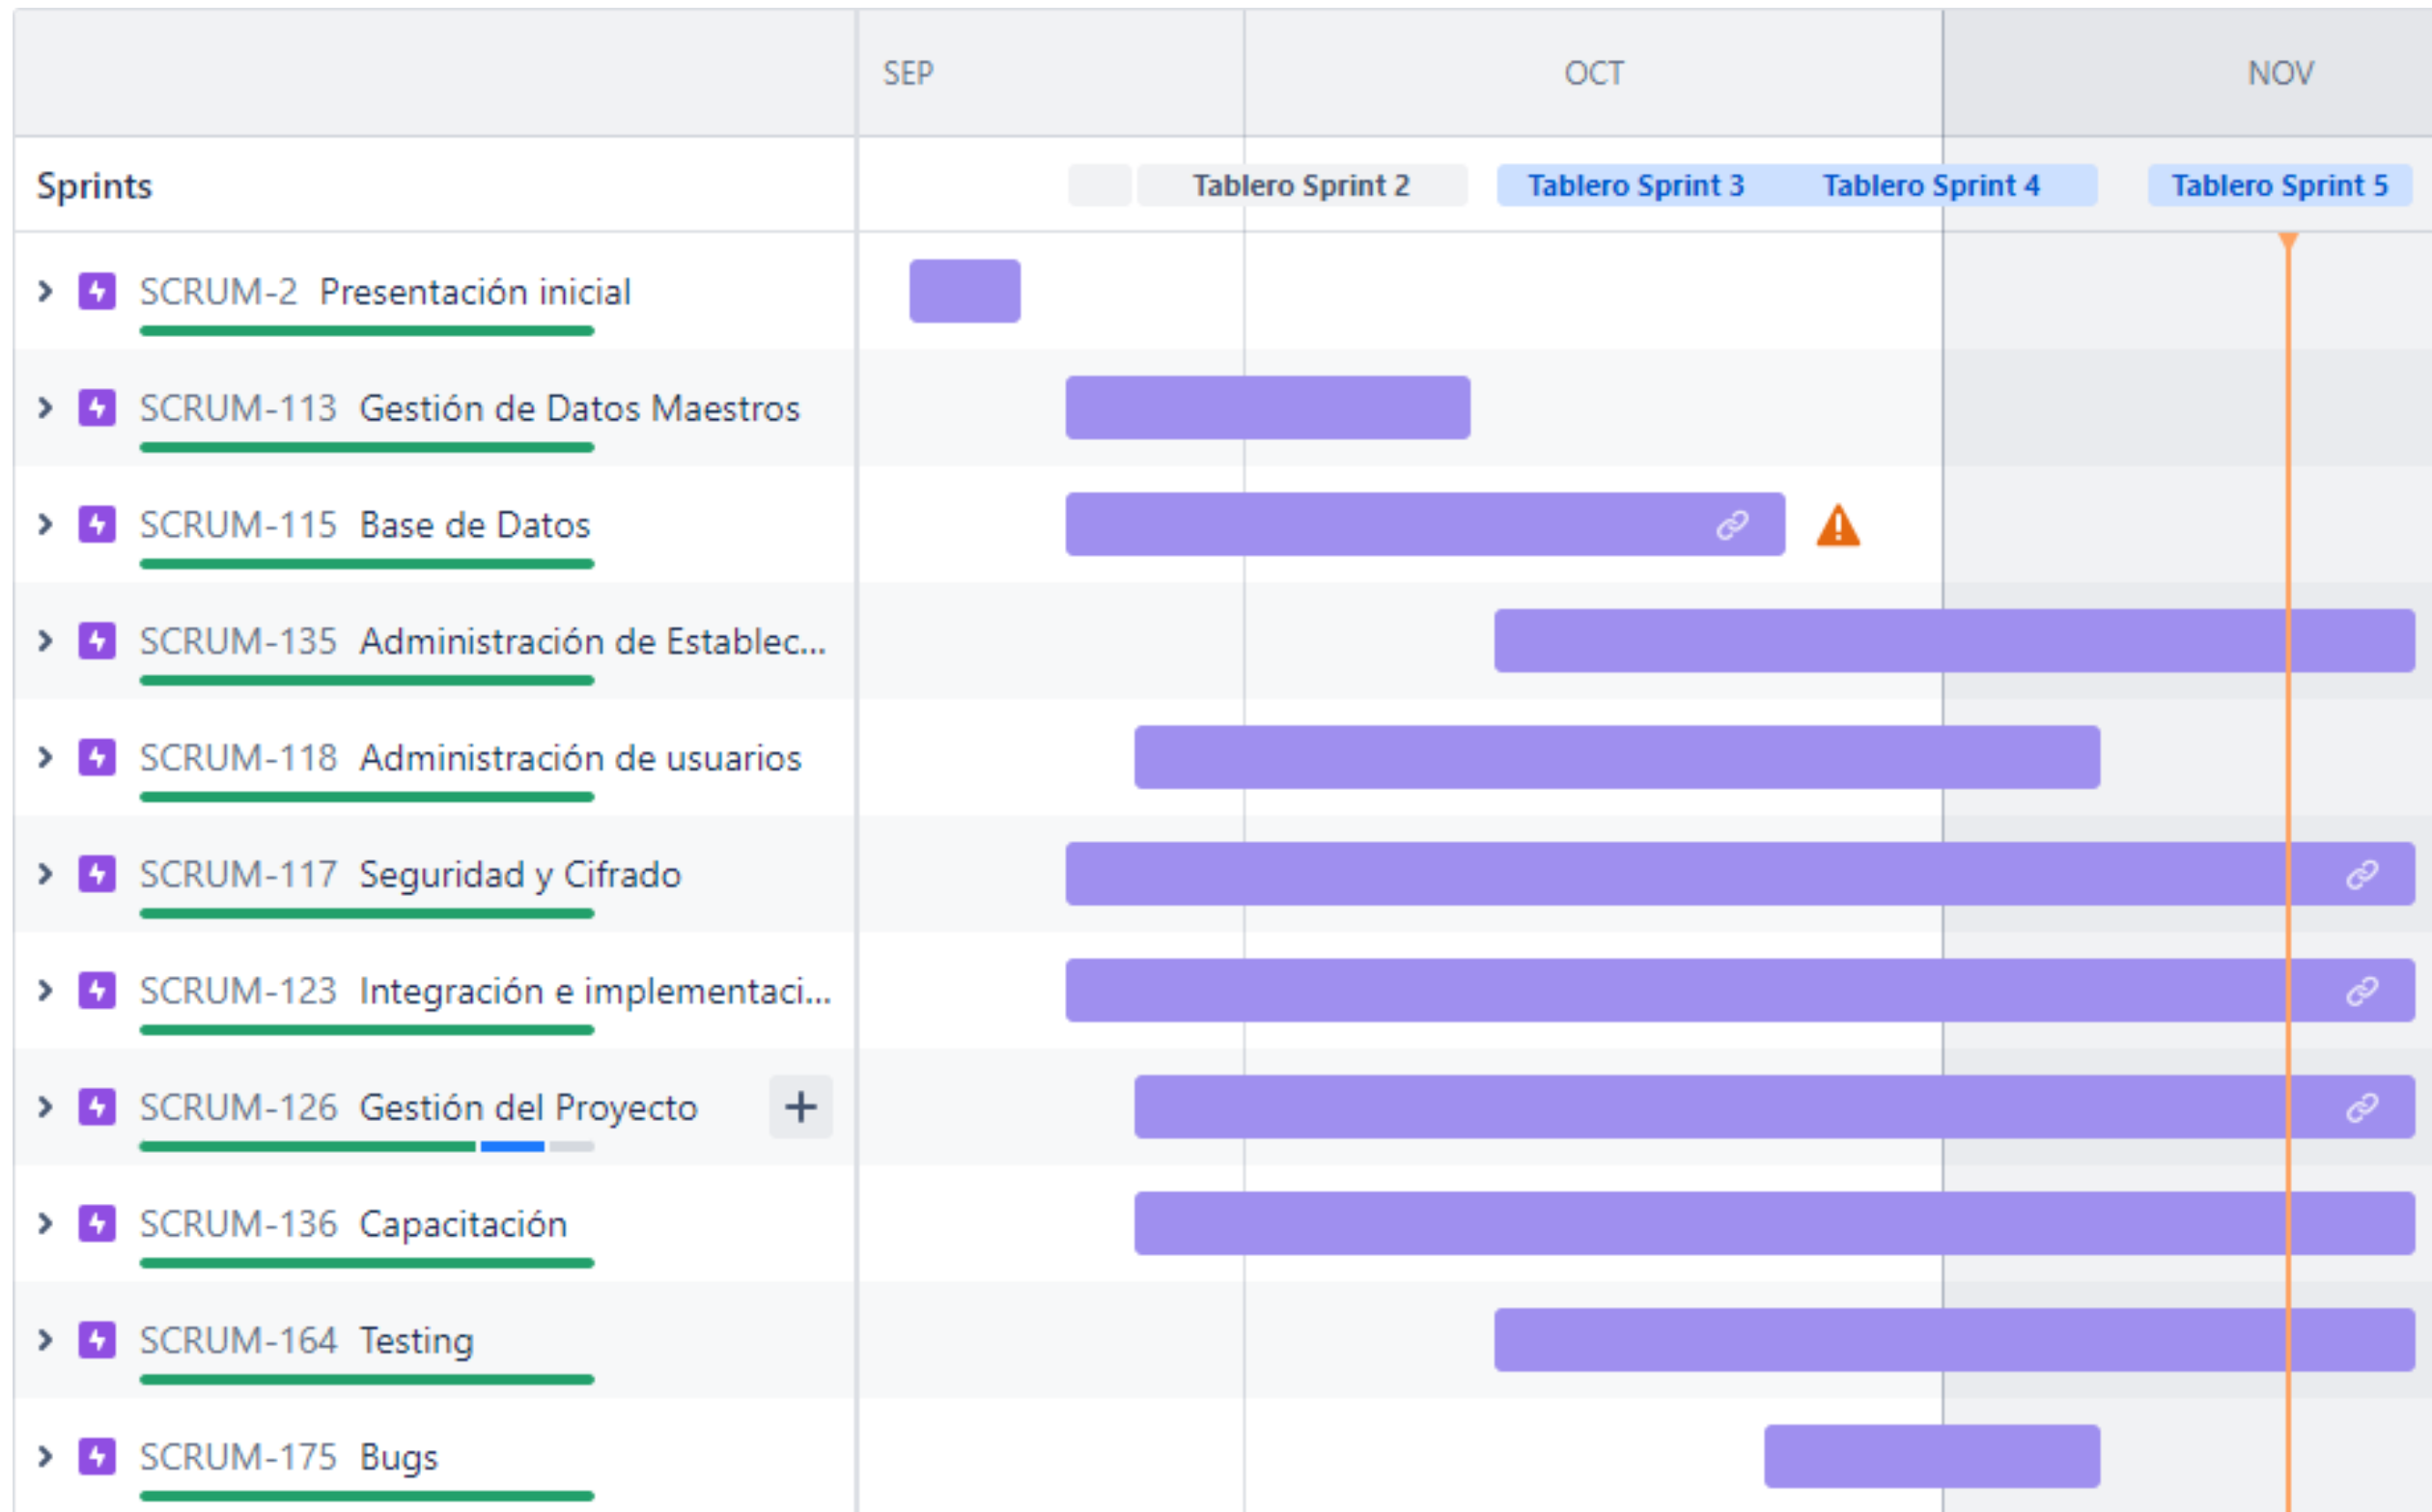 SEP OCT NOV
Sprints Tablero Sprint 2 Tablero Sprint 3 Tablero Sprint 4 Tablero Sprint 5
SCRUM-2 Presentación inicial
SCRUM-113 Gestión de Datos Maestros
SCRUM-115 Base de Datos
SCRUM-135 Administración de Establec...
SCRUM-118 Administración de usuarios
SCRUM-117 Seguridad y Cifrado
SCRUM-123 Integración e implementaci...
SCRUM-126 Gestión del Proyecto +
SCRUM-136 Capacitación
SCRUM-164 Testing
SCRUM-175 Bugs